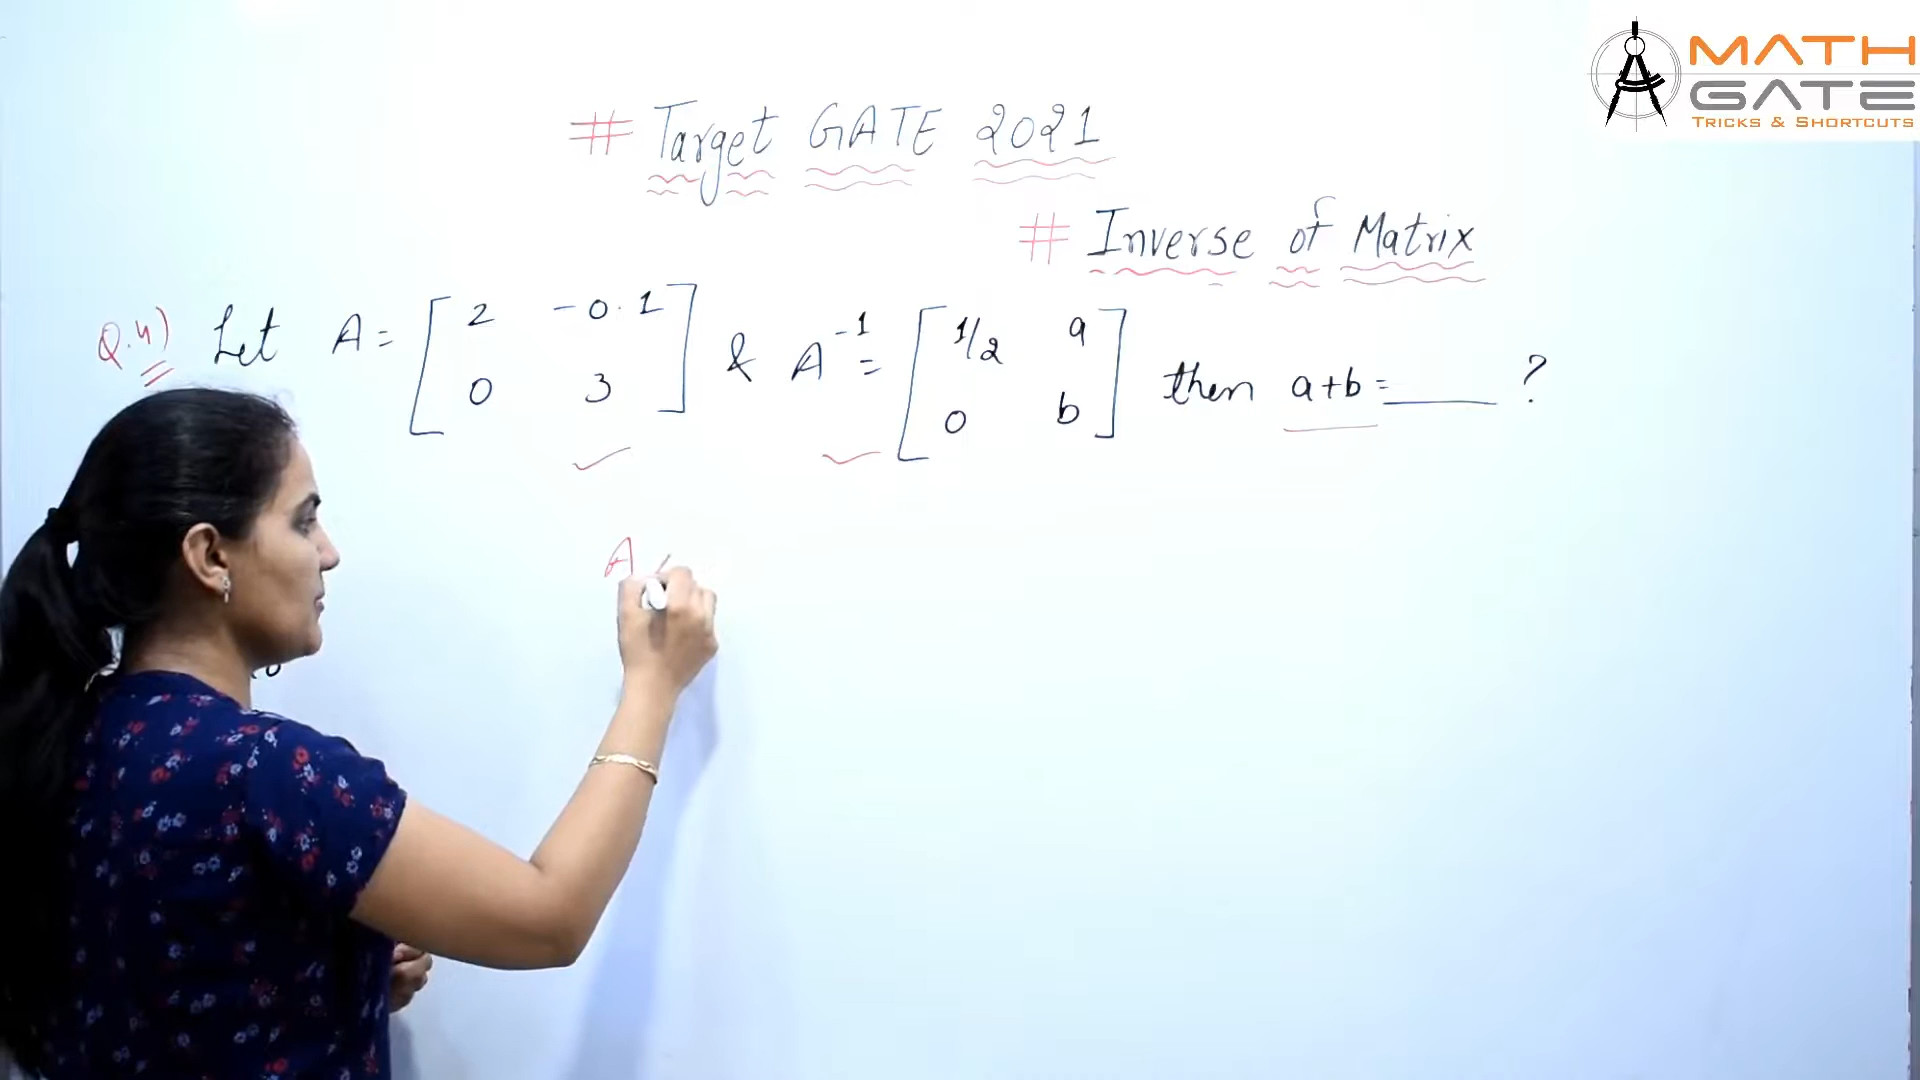 MATH
GATE
TRICKS & SHORTCUTS
# Target GATE 2021
# Inverse of Matrix
Q.4) Let A = [ 2 -0.1 ; 0 3 ] & A⁻¹ = [ 1/2 a ; 0 b ] then a+b = ____ ?
A